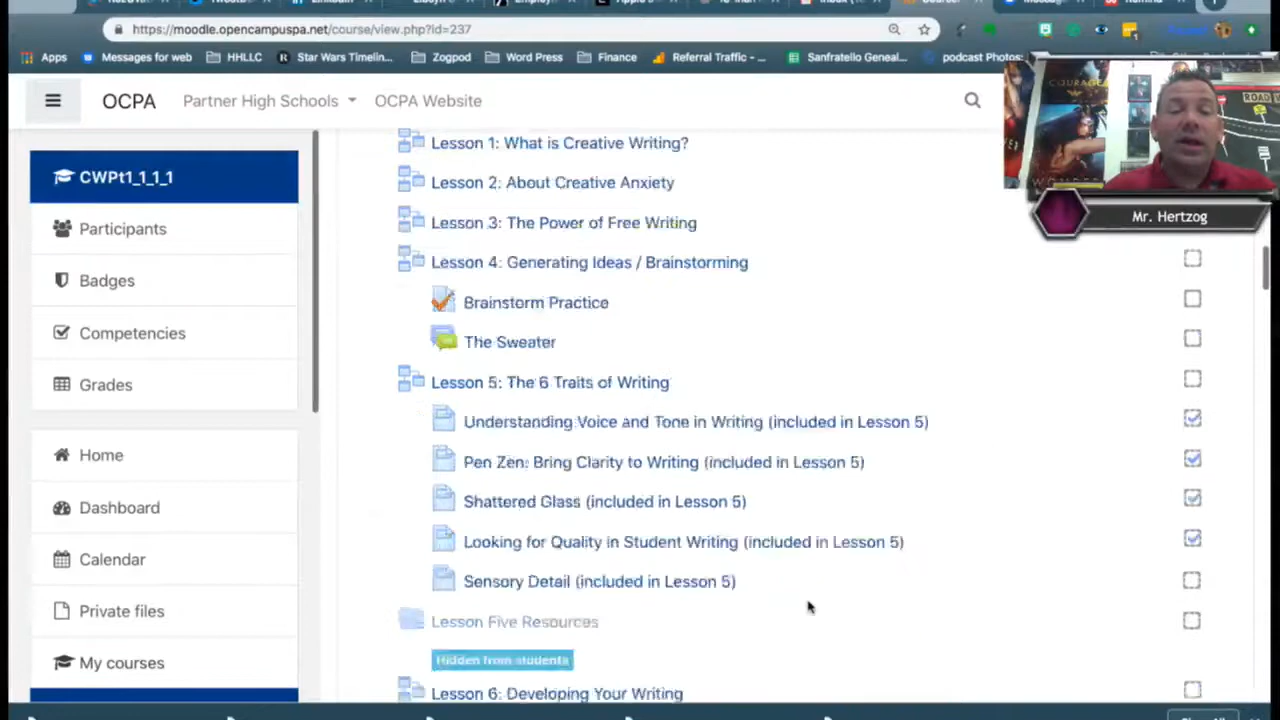 https://moodle.opencampuspa.net/course/view.php?id=237
Apps
Messages for web
HHLLC
Star Wars Timelin...
Zogpod
Word Press
Finance
Referral Traffic - ...
Sanfratello Geneal...
podcast Photos:
OCPA
Partner High Schools
OCPA Website
COURAGE
ROAD
WONDER
Mr. Hertzog
CWPt1_1_1_1
Participants
Badges
Competencies
Grades
Home
Dashboard
Calendar
Private files
My courses
Lesson 1: What is Creative Writing?
Lesson 2: About Creative Anxiety
Lesson 3: The Power of Free Writing
Lesson 4: Generating Ideas / Brainstorming
Brainstorm Practice
The Sweater
Lesson 5: The 6 Traits of Writing
Understanding Voice and Tone in Writing (included in Lesson 5)
Pen Zen: Bring Clarity to Writing (included in Lesson 5)
Shattered Glass (included in Lesson 5)
Looking for Quality in Student Writing (included in Lesson 5)
Sensory Detail (included in Lesson 5)
Lesson Five Resources
Hidden from students
Lesson 6: Developing Your Writing